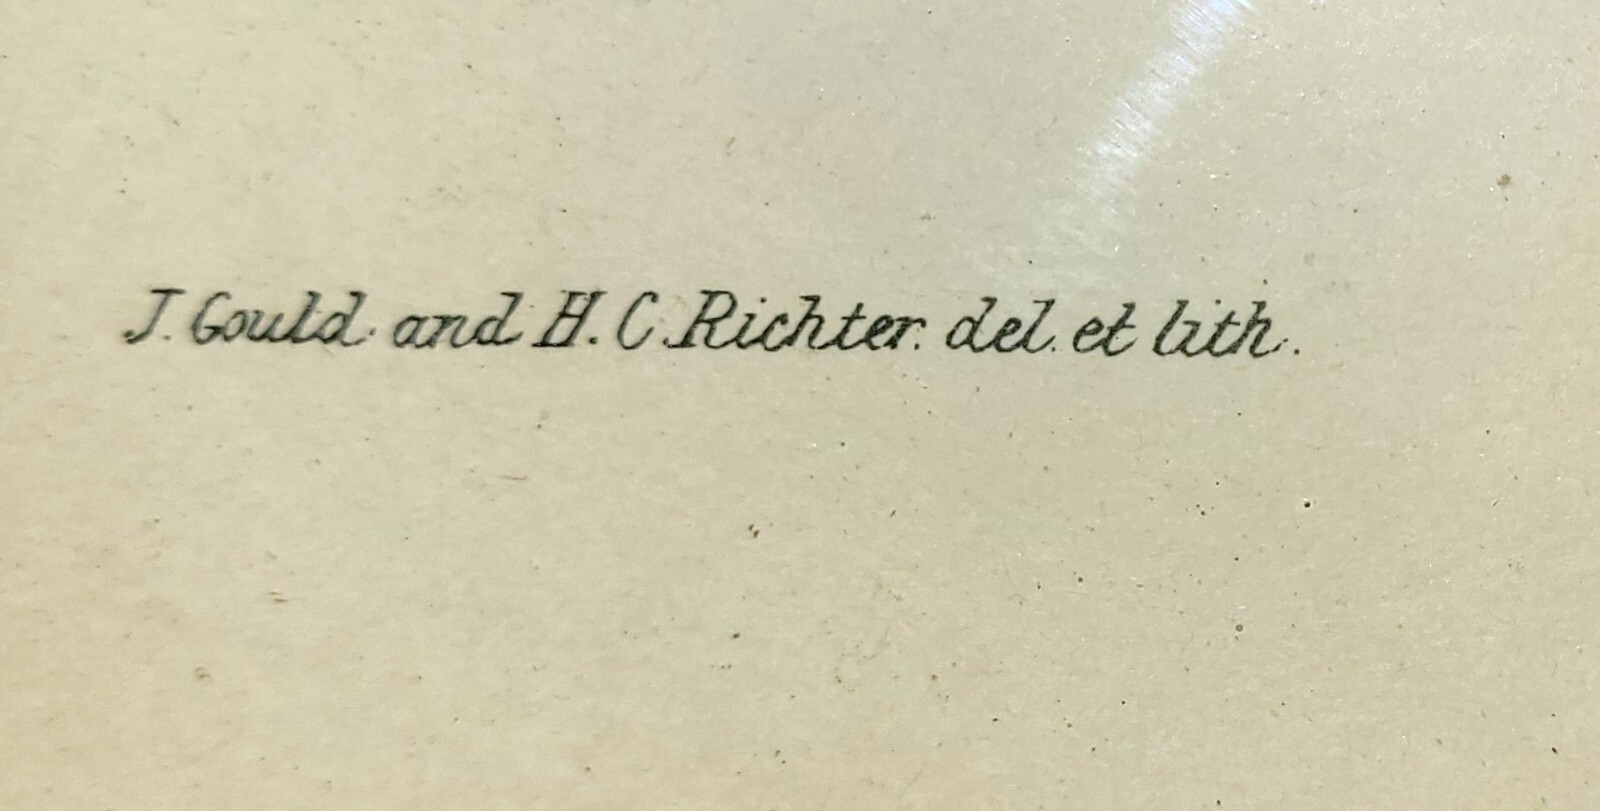 J. Gould and H. C. Richter. del. et lith.